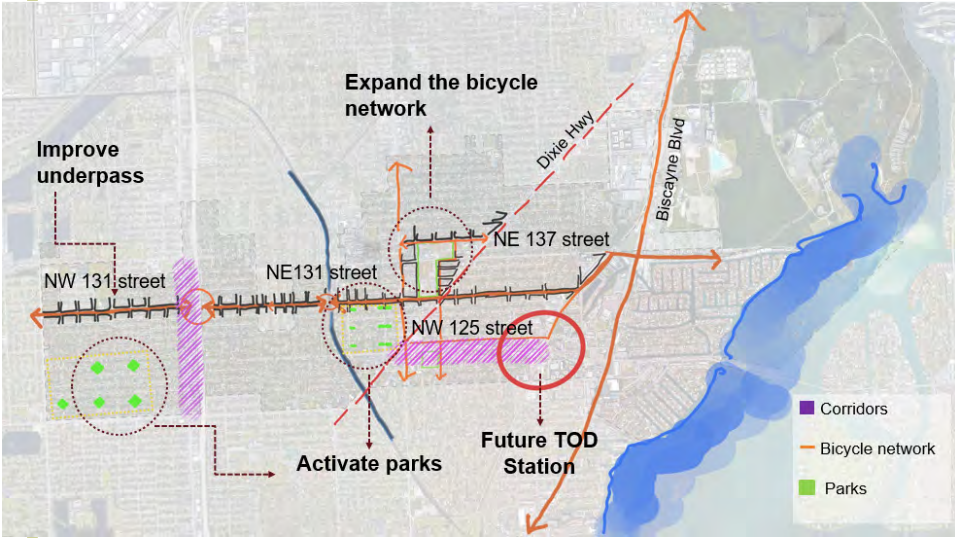 Expand the bicycle
network
Dixie Hwy
Improve
underpass
Biscayne Blvd
NE 137 street
NW 131 street
NE131 street
NW 125 street
Activate parks
Future TOD
Station
Corridors
Bicycle network
Parks